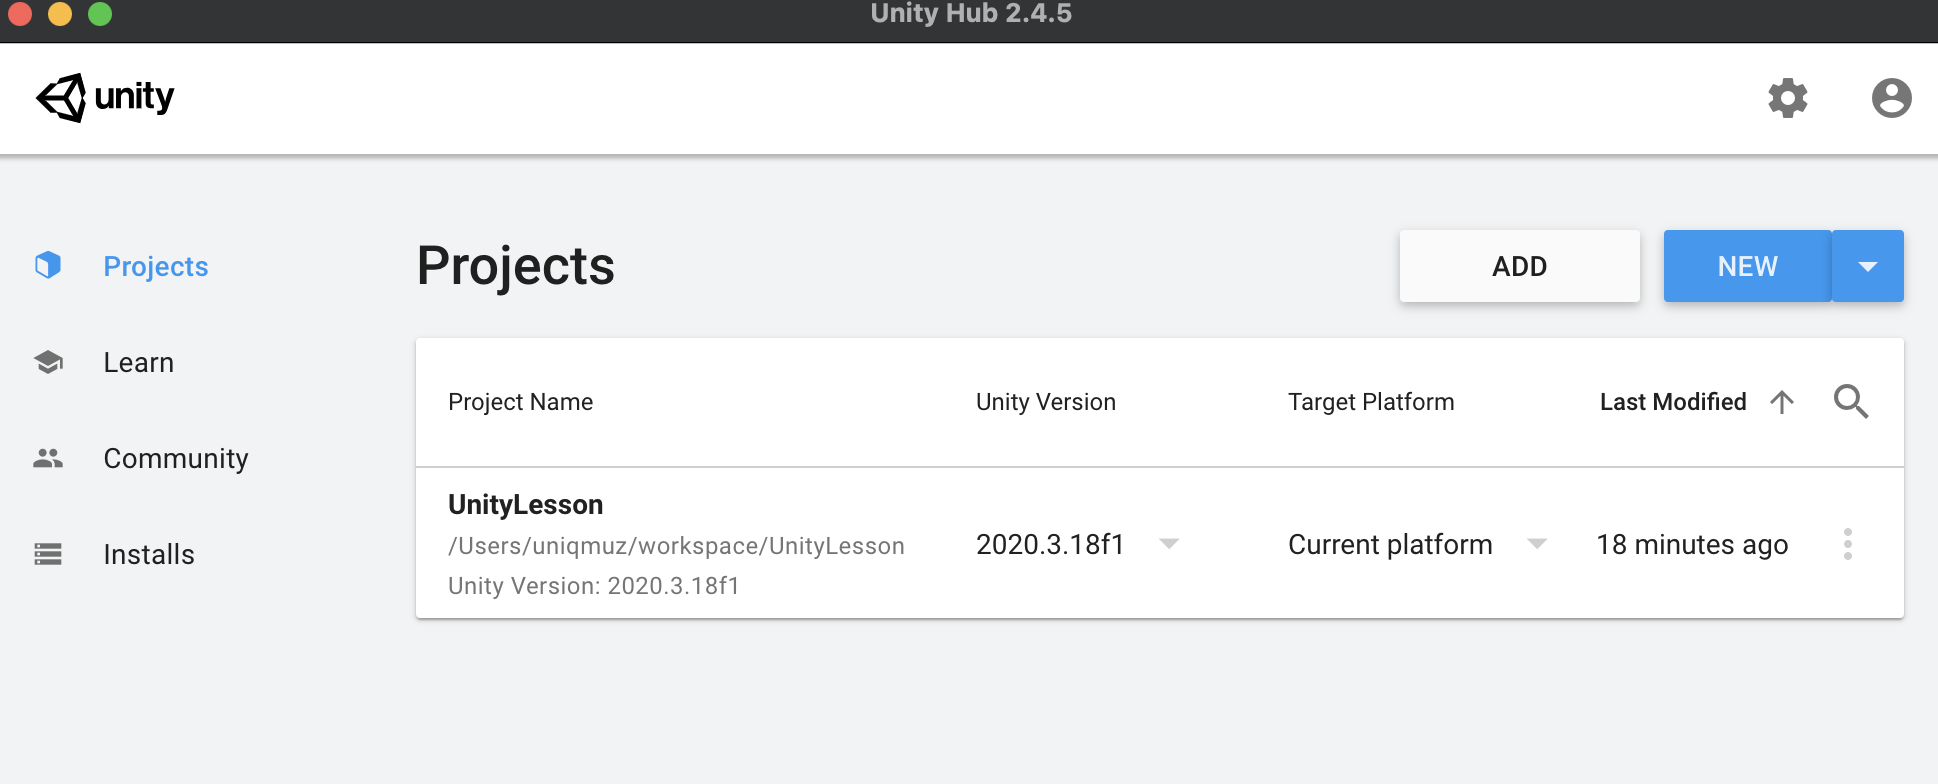 Unity Hub 2.4.5
unity
Projects
Learn
Community
Installs
Projects
ADD
NEW
Project Name
Unity Version
Target Platform
Last Modified
UnityLesson
/Users/uniqmuz/workspace/UnityLesson
Unity Version: 2020.3.18f1
2020.3.18f1
Current platform
18 minutes ago